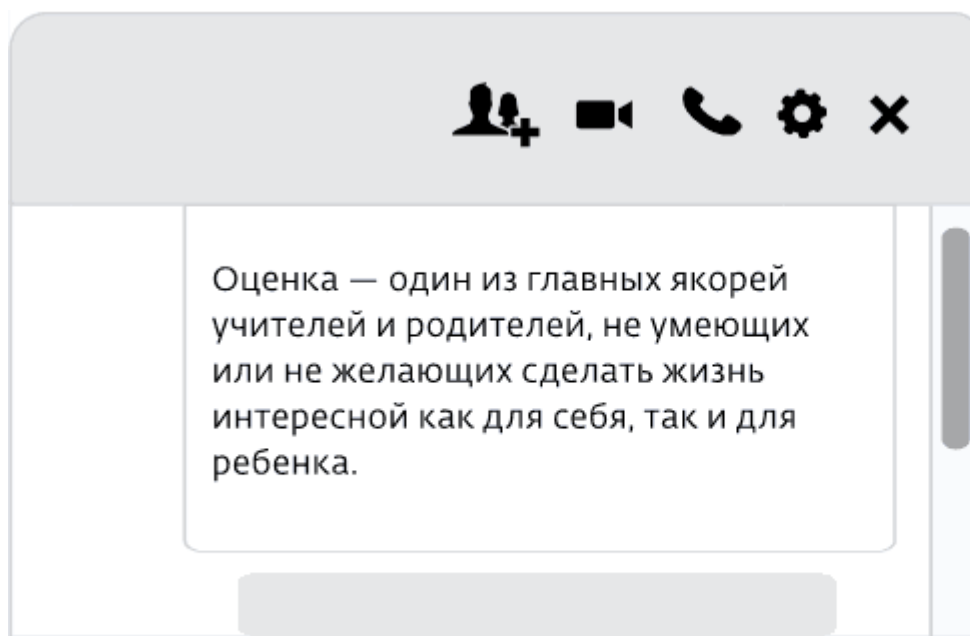 Оценка — один из главных якорей
учителей и родителей, не умеющих
или не желающих сделать жизнь
интересной как для себя, так и для
ребенка.